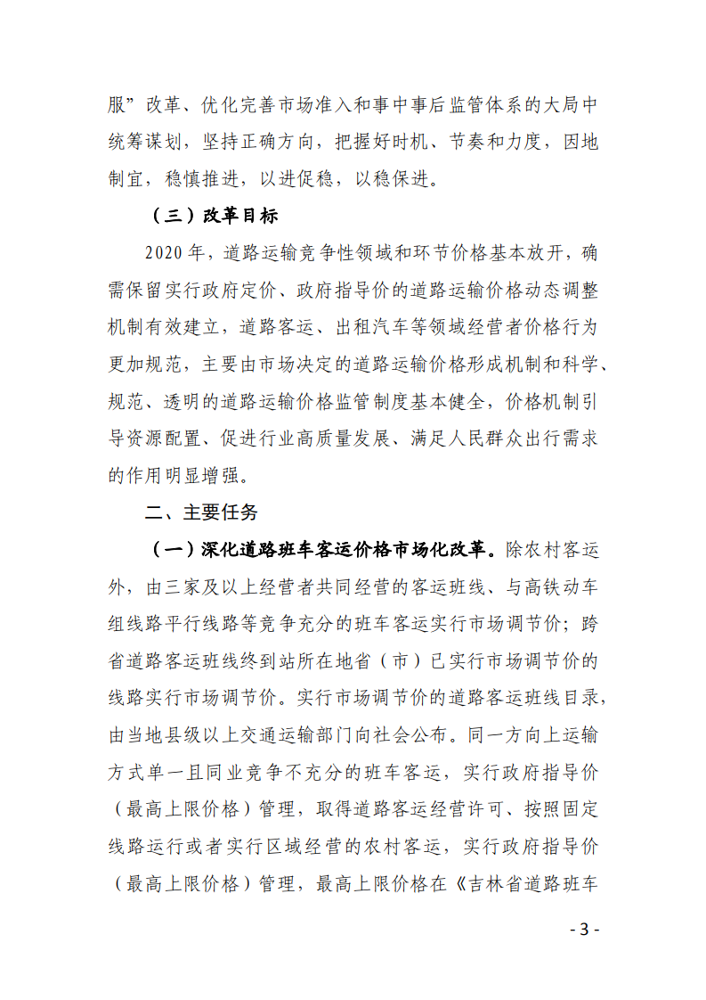 服”改革、优化完善市场准入和事中事后监管体系的大局中
统筹谋划，坚持正确方向，把握好时机、节奏和力度，因地
制宜，稳慎推进，以进促稳，以稳保进。
（三）改革目标
2020 年，道路运输竞争性领域和环节价格基本放开，确
需保留实行政府定价、政府指导价的道路运输价格动态调整
机制有效建立，道路客运、出租汽车等领域经营者价格行为
更加规范，主要由市场决定的道路运输价格形成机制和科学、
规范、透明的道路运输价格监管制度基本健全，价格机制引
导资源配置、促进行业高质量发展、满足人民群众出行需求
的作用明显增强。
二、主要任务
（一）深化道路班车客运价格市场化改革。除农村客运
外，由三家及以上经营者共同经营的客运班线、与高铁动车
组线路平行线路等竞争充分的班车客运实行市场调节价；跨
省道路客运班线终到站所在地省（市）已实行市场调节价的
线路实行市场调节价。实行市场调节价的道路客运班线目录，
由当地县级以上交通运输部门向社会公布。同一方向上运输
方式单一且同业竞争不充分的班车客运，实行政府指导价
（最高上限价格）管理，取得道路客运经营许可、按照固定
线路运行或者实行区域经营的农村客运，实行政府指导价
（最高上限价格）管理，最高上限价格在《吉林省道路班车
- 3 -